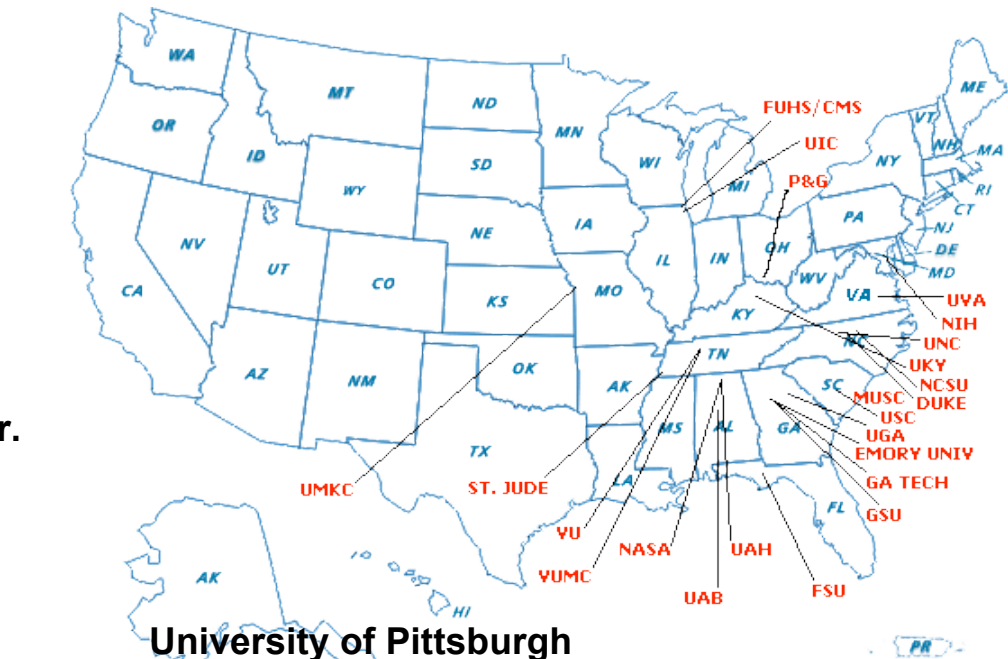 WA
MT
ND
MN
ME
VT
NH
MA
OR
ID
SD
WI
FUHS/CMS
UIC
MI
NY
RI
CT
WY
P&G
PA
NJ
NE
IA
OH
DE
MD
NV
UT
CO
IL
IN
WV
VA
UVA
CA
KS
MO
KY
NIH
UNC
AZ
NM
OK
AK
TN
NC
UKY
SC
NCSU
MUSC
DUKE
USC
r.
TX
MS
AL
GA
UGA
EMORY UNIV
UMKC
ST. JUDE
LA
GA TECH
FL
GSU
VU
NASA
UAH
VUMC
AK
UAB
FSU
HI
University of Pittsburgh
PR